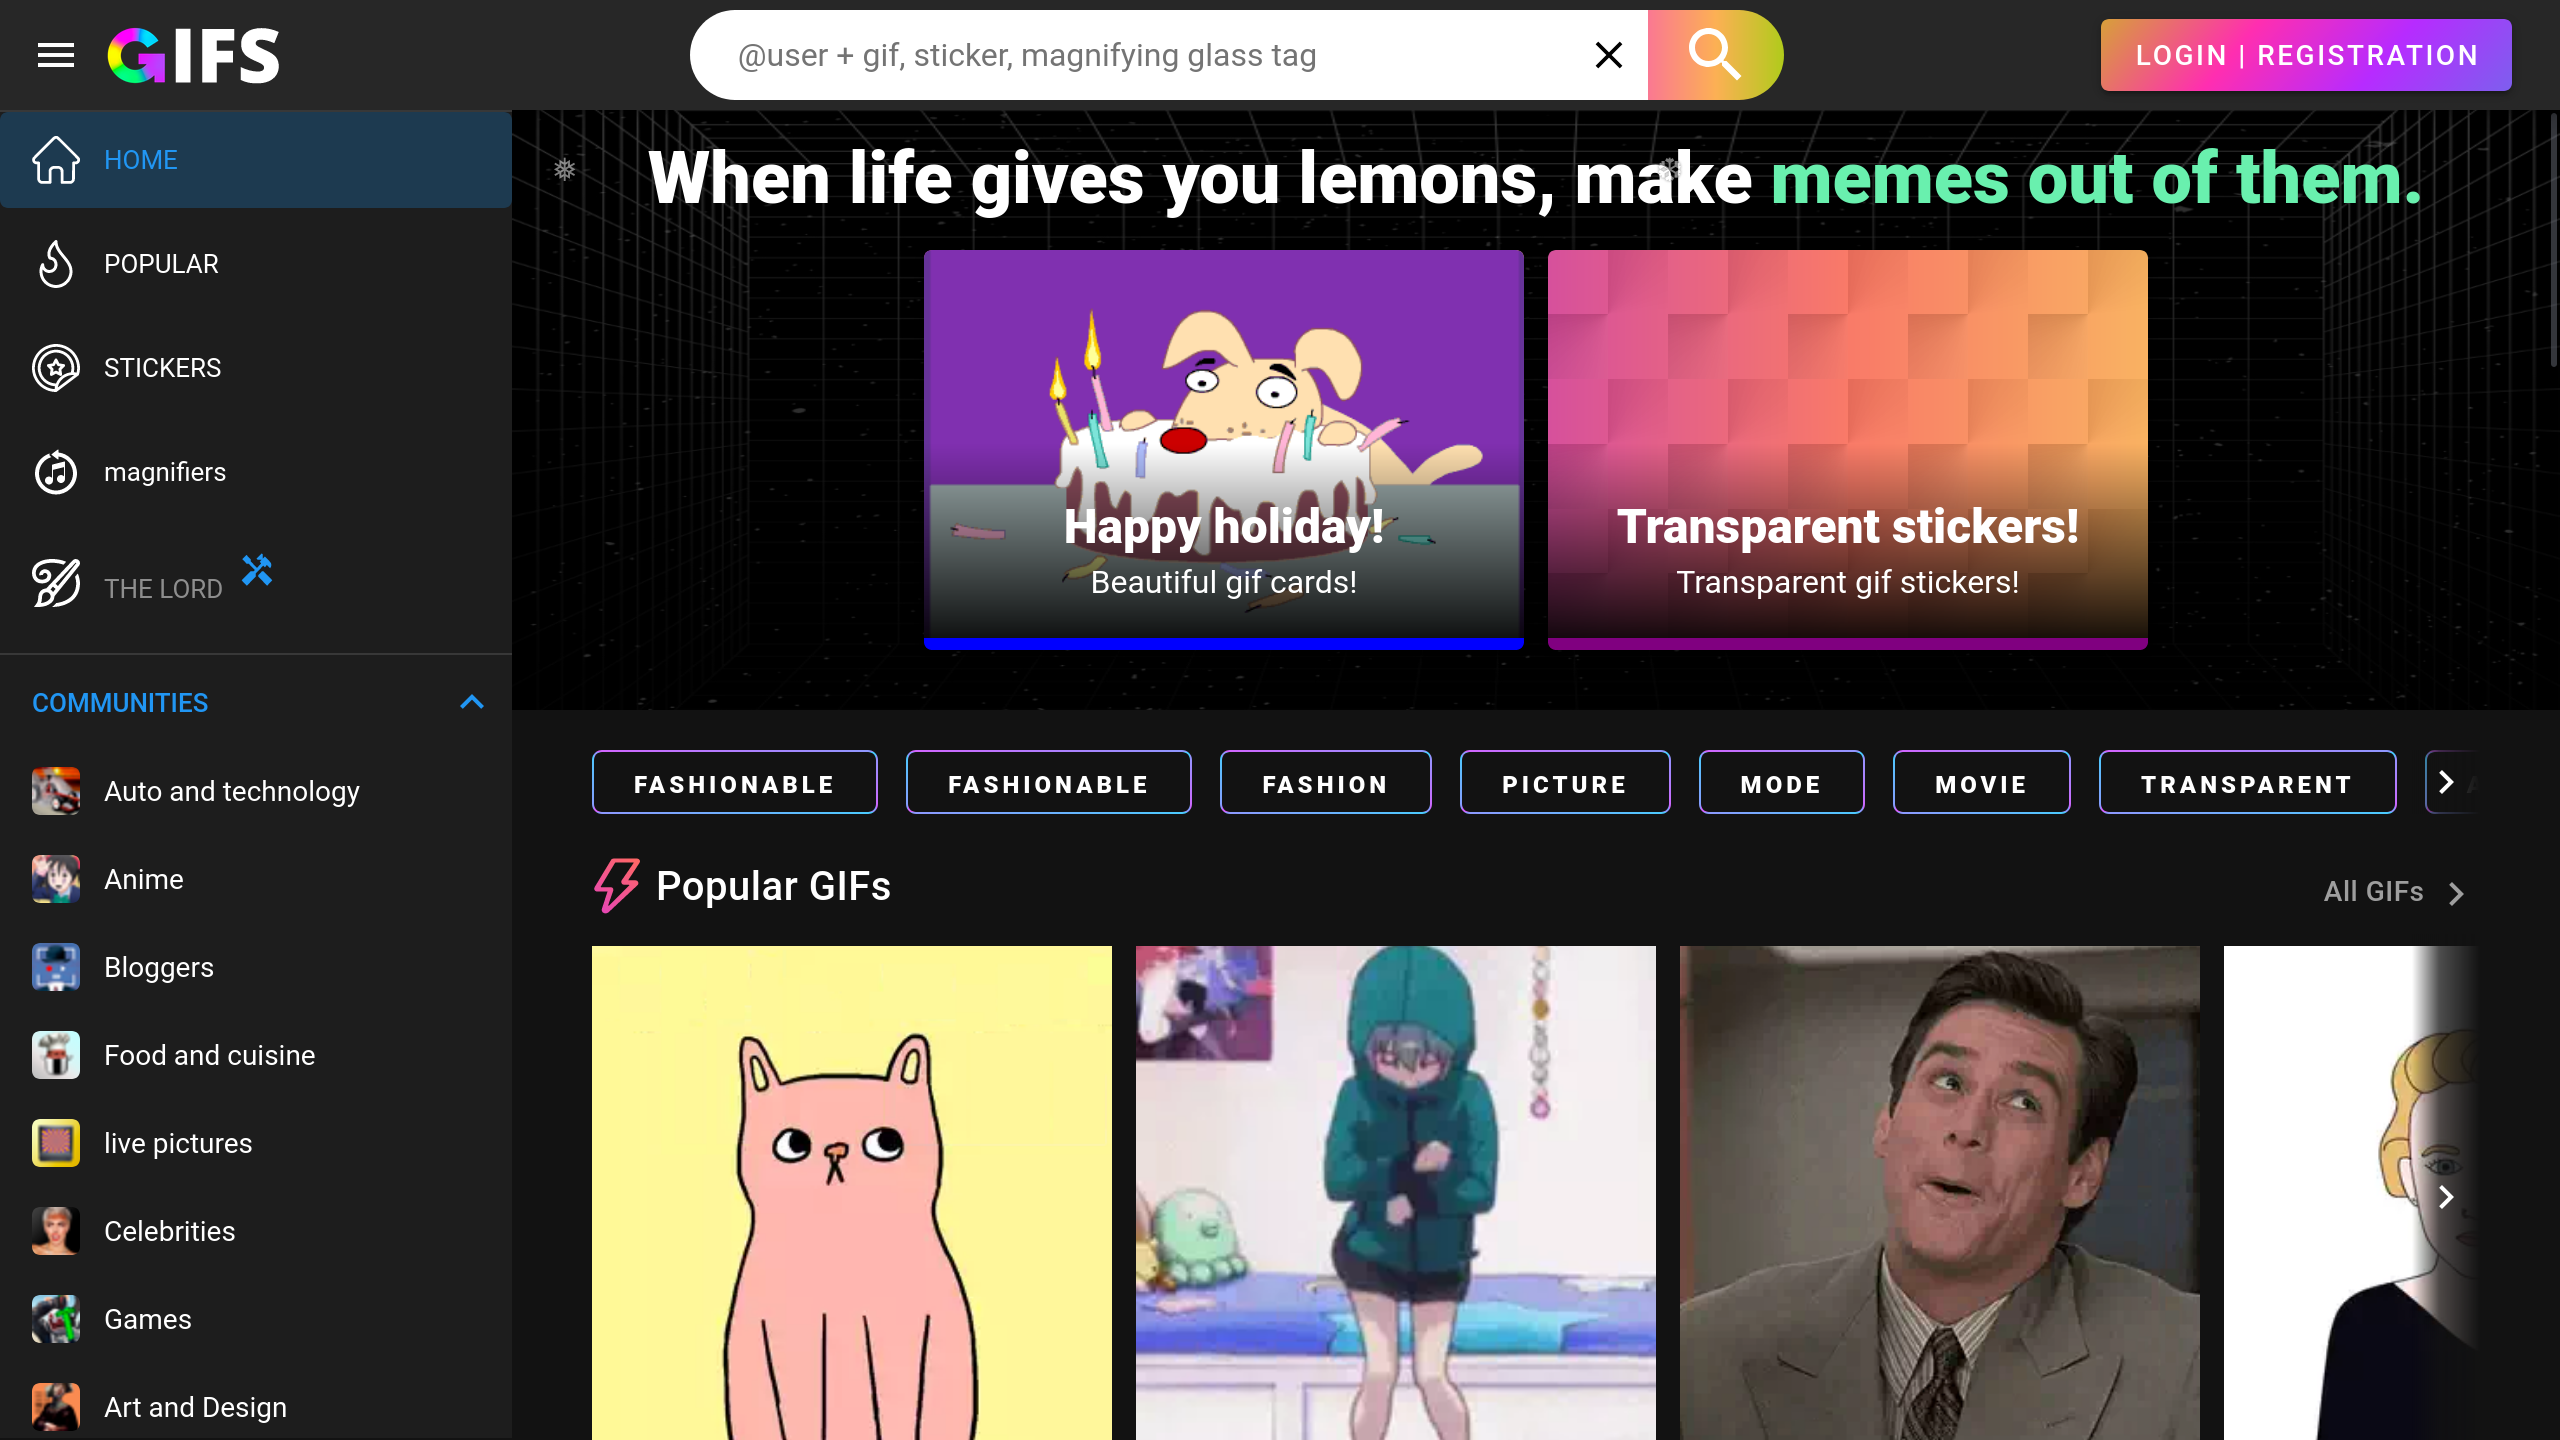 GIFS
@user + gif, sticker, magnifying glass tag
LOGIN | REGISTRATION
HOME
POPULAR
STICKERS
magnifiers
THE LORD
COMMUNITIES
Auto and technology
Anime
Bloggers
Food and cuisine
live pictures
Celebrities
Games
Art and Design
When life gives you lemons, make memes out of them.
Happy holiday!
Beautiful gif cards!
Transparent stickers!
Transparent gif stickers!
FASHIONABLE
FASHIONABLE
FASHION
PICTURE
MODE
MOVIE
TRANSPARENT
Popular GIFs
All GIFs